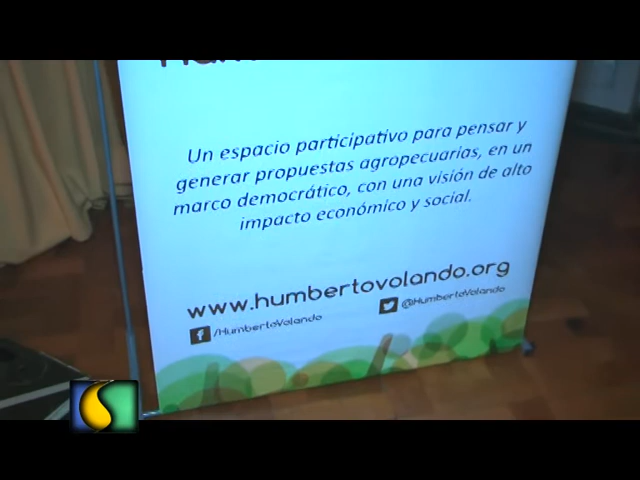 Un espacio participativo para pensar y
generar propuestas agropecuarias, en un
marco democrático, con una visión de alto
impacto económico y social.
www.humbertovolando.org
/HumbertoVolando
@HumbertoVolando